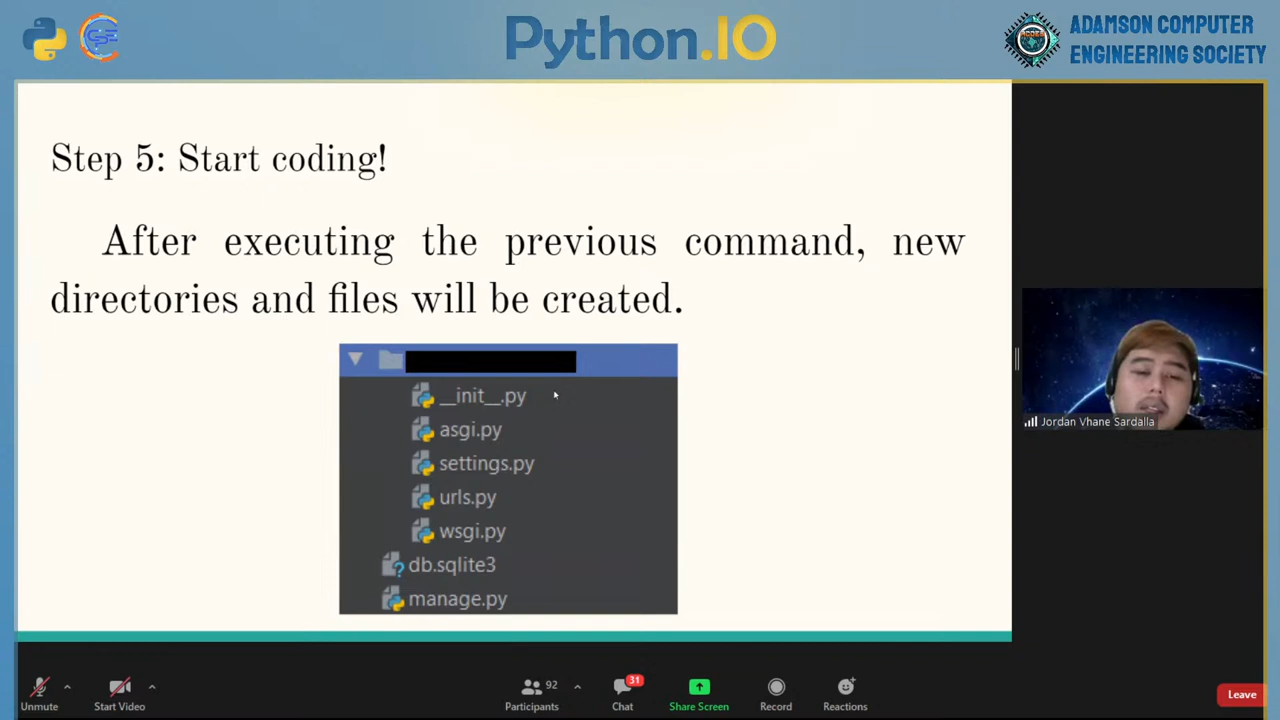 Python.IO
ADAMSON COMPUTER
ENGINEERING SOCIETY
Step 5: Start coding!
After executing the previous command, new
directories and files will be created.
__init__.py
asgi.py
settings.py
urls.py
wsgi.py
db.sqlite3
manage.py
Jordan Vhane Sardalla
Unmute
Start Video
92
Participants
31
Chat
Share Screen
Record
Reactions
Leave